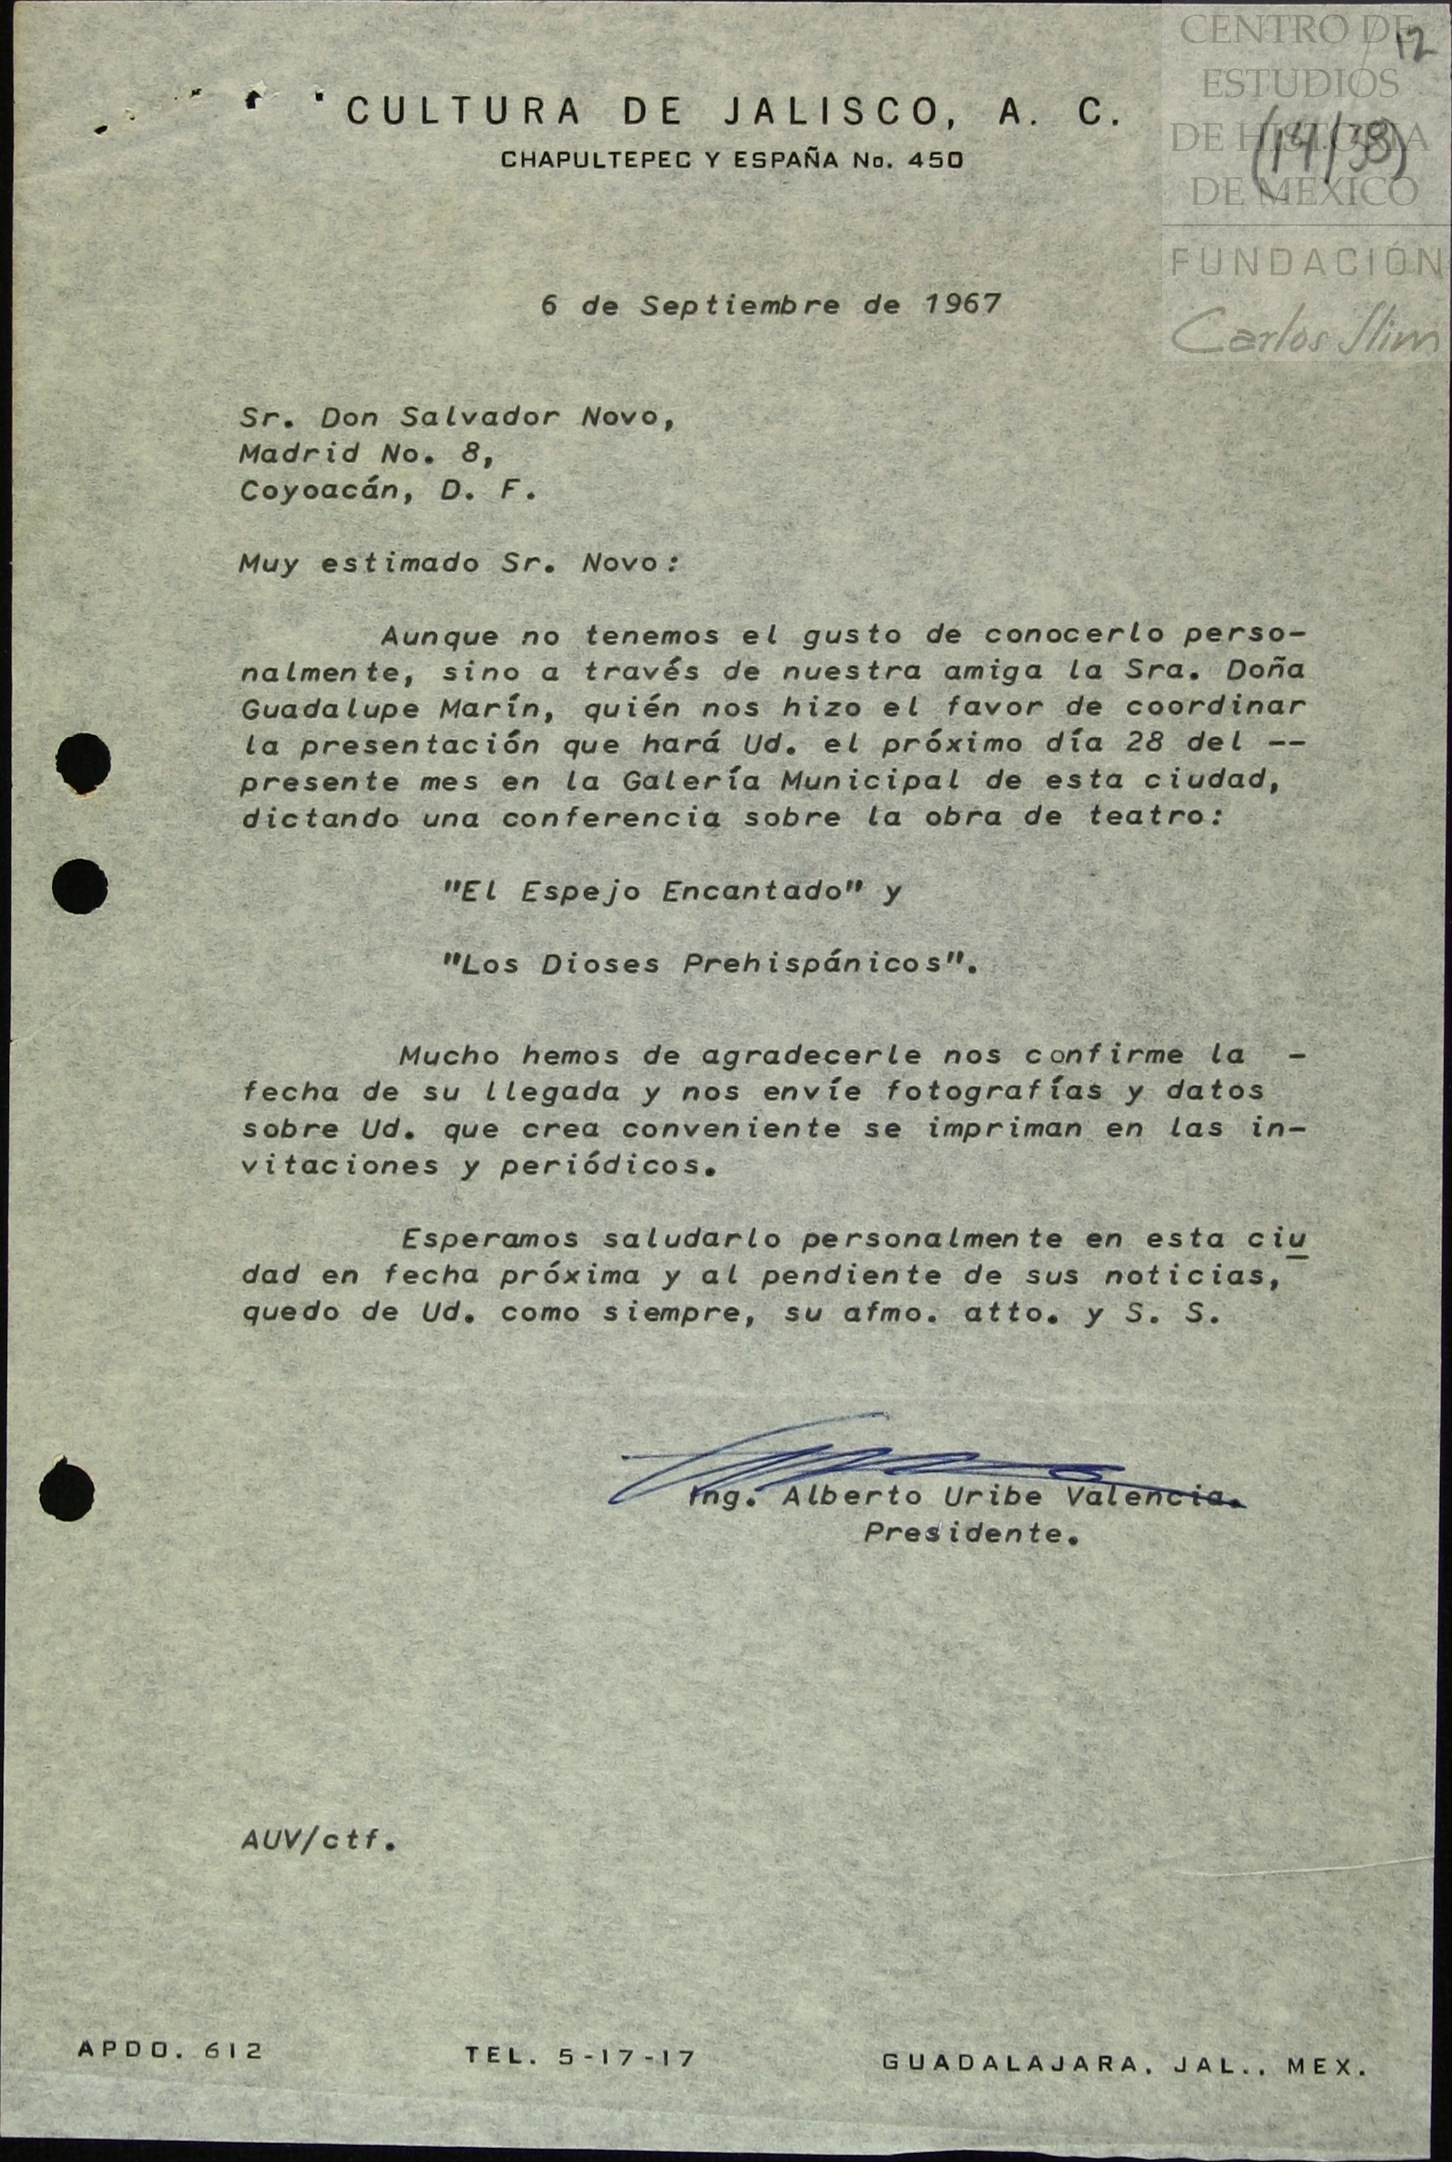 CENTRO DE
ESTUDIOS
DE HISTORIA
DE MEXICO
FUNDACIÓN
Carlos Slim
12
(14/38)
CULTURA DE JALISCO, A. C.
CHAPULTEPEC Y ESPAÑA No. 450
6 de Septiembre de 1967
Sr. Don Salvador Novo,
Madrid No. 8,
Coyoacán, D. F.
Muy estimado Sr. Novo:
Aunque no tenemos el gusto de conocerlo perso-
nalmente, sino a través de nuestra amiga la Sra. Doña
Guadalupe Marín, quién nos hizo el favor de coordinar
la presentación que hará Ud. el próximo día 28 del --
presente mes en la Galería Municipal de esta ciudad,
dictando una conferencia sobre la obra de teatro:
"El Espejo Encantado" y
"Los Dioses Prehispánicos".
Mucho hemos de agradecerle nos confirme la -
fecha de su llegada y nos envíe fotografías y datos
sobre Ud. que crea conveniente se impriman en las in-
vitaciones y periódicos.
Esperamos saludarlo personalmente en esta ciu
dad en fecha próxima y al pendiente de sus noticias,
quedo de Ud. como siempre, su afmo. atto. y S. S.
Ing. Alberto Uribe Valencia.
Presidente.
AUV/ctf.
APDO. 612
TEL. 5-17-17
GUADALAJARA, JAL., MEX.